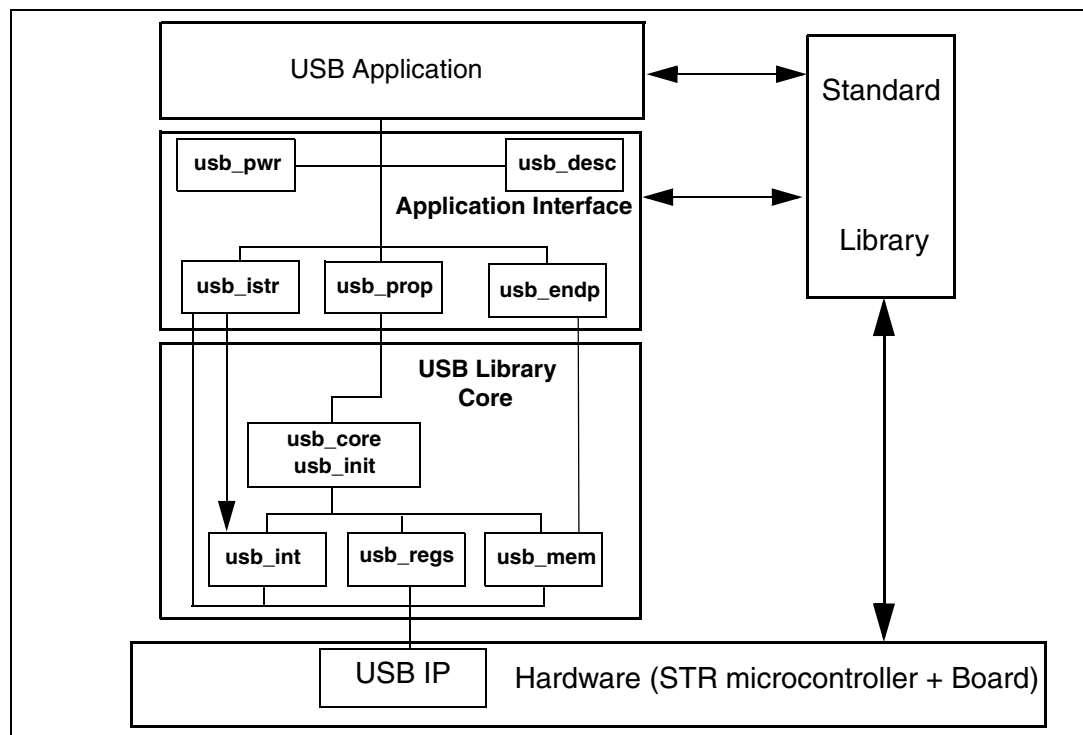 USB Application
Standard
Library
usb_pwr
usb_desc
Application Interface
usb_istr
usb_prop
usb_endp
USB Library
Core
usb_core
usb_init
usb_int
usb_regs
usb_mem
USB IP
Hardware (STR microcontroller + Board)